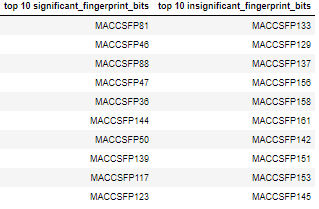 top 10 significant_fingerprint_bits top 10 insignificant_fingerprint_bits
MACCSFP81 MACCSFP133
MACCSFP46 MACCSFP129
MACCSFP88 MACCSFP137
MACCSFP47 MACCSFP156
MACCSFP36 MACCSFP158
MACCSFP144 MACCSFP161
MACCSFP50 MACCSFP142
MACCSFP139 MACCSFP151
MACCSFP117 MACCSFP153
MACCSFP123 MACCSFP145